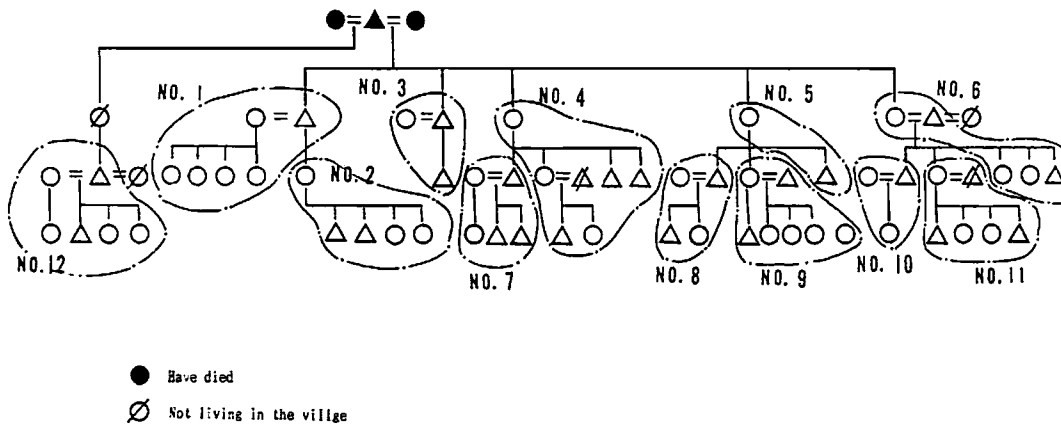 NO. 1
NO. 3
NO. 4
NO. 5
NO. 6
NO. 2
NO. 12
NO. 7
NO. 8
NO. 9
NO. 10
NO. 11
Have died
Not living in the villge